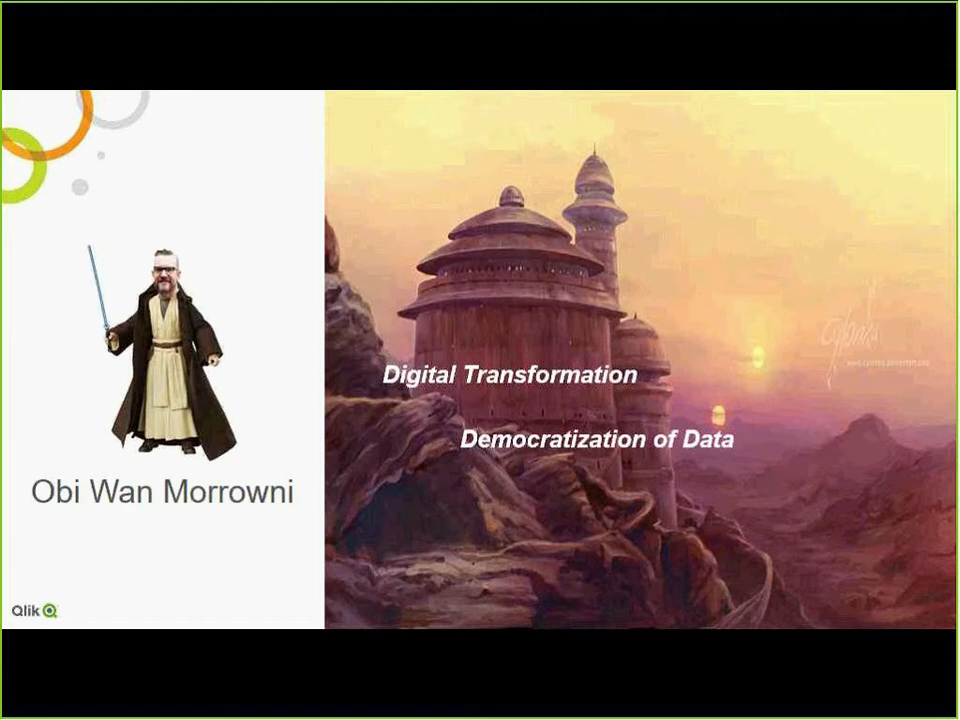 Digital Transformation
Democratization of Data
Obi Wan Morrowni
Qlik